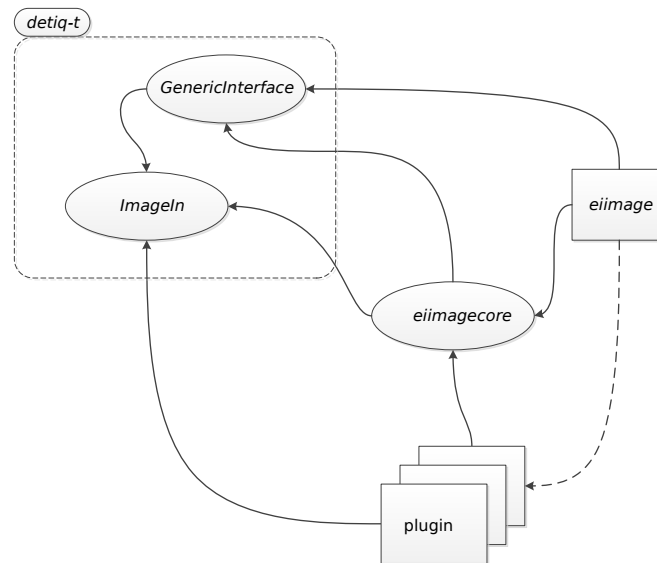 detiq-t
GenericInterface
ImageIn
eiimage
eiimagecore
plugin